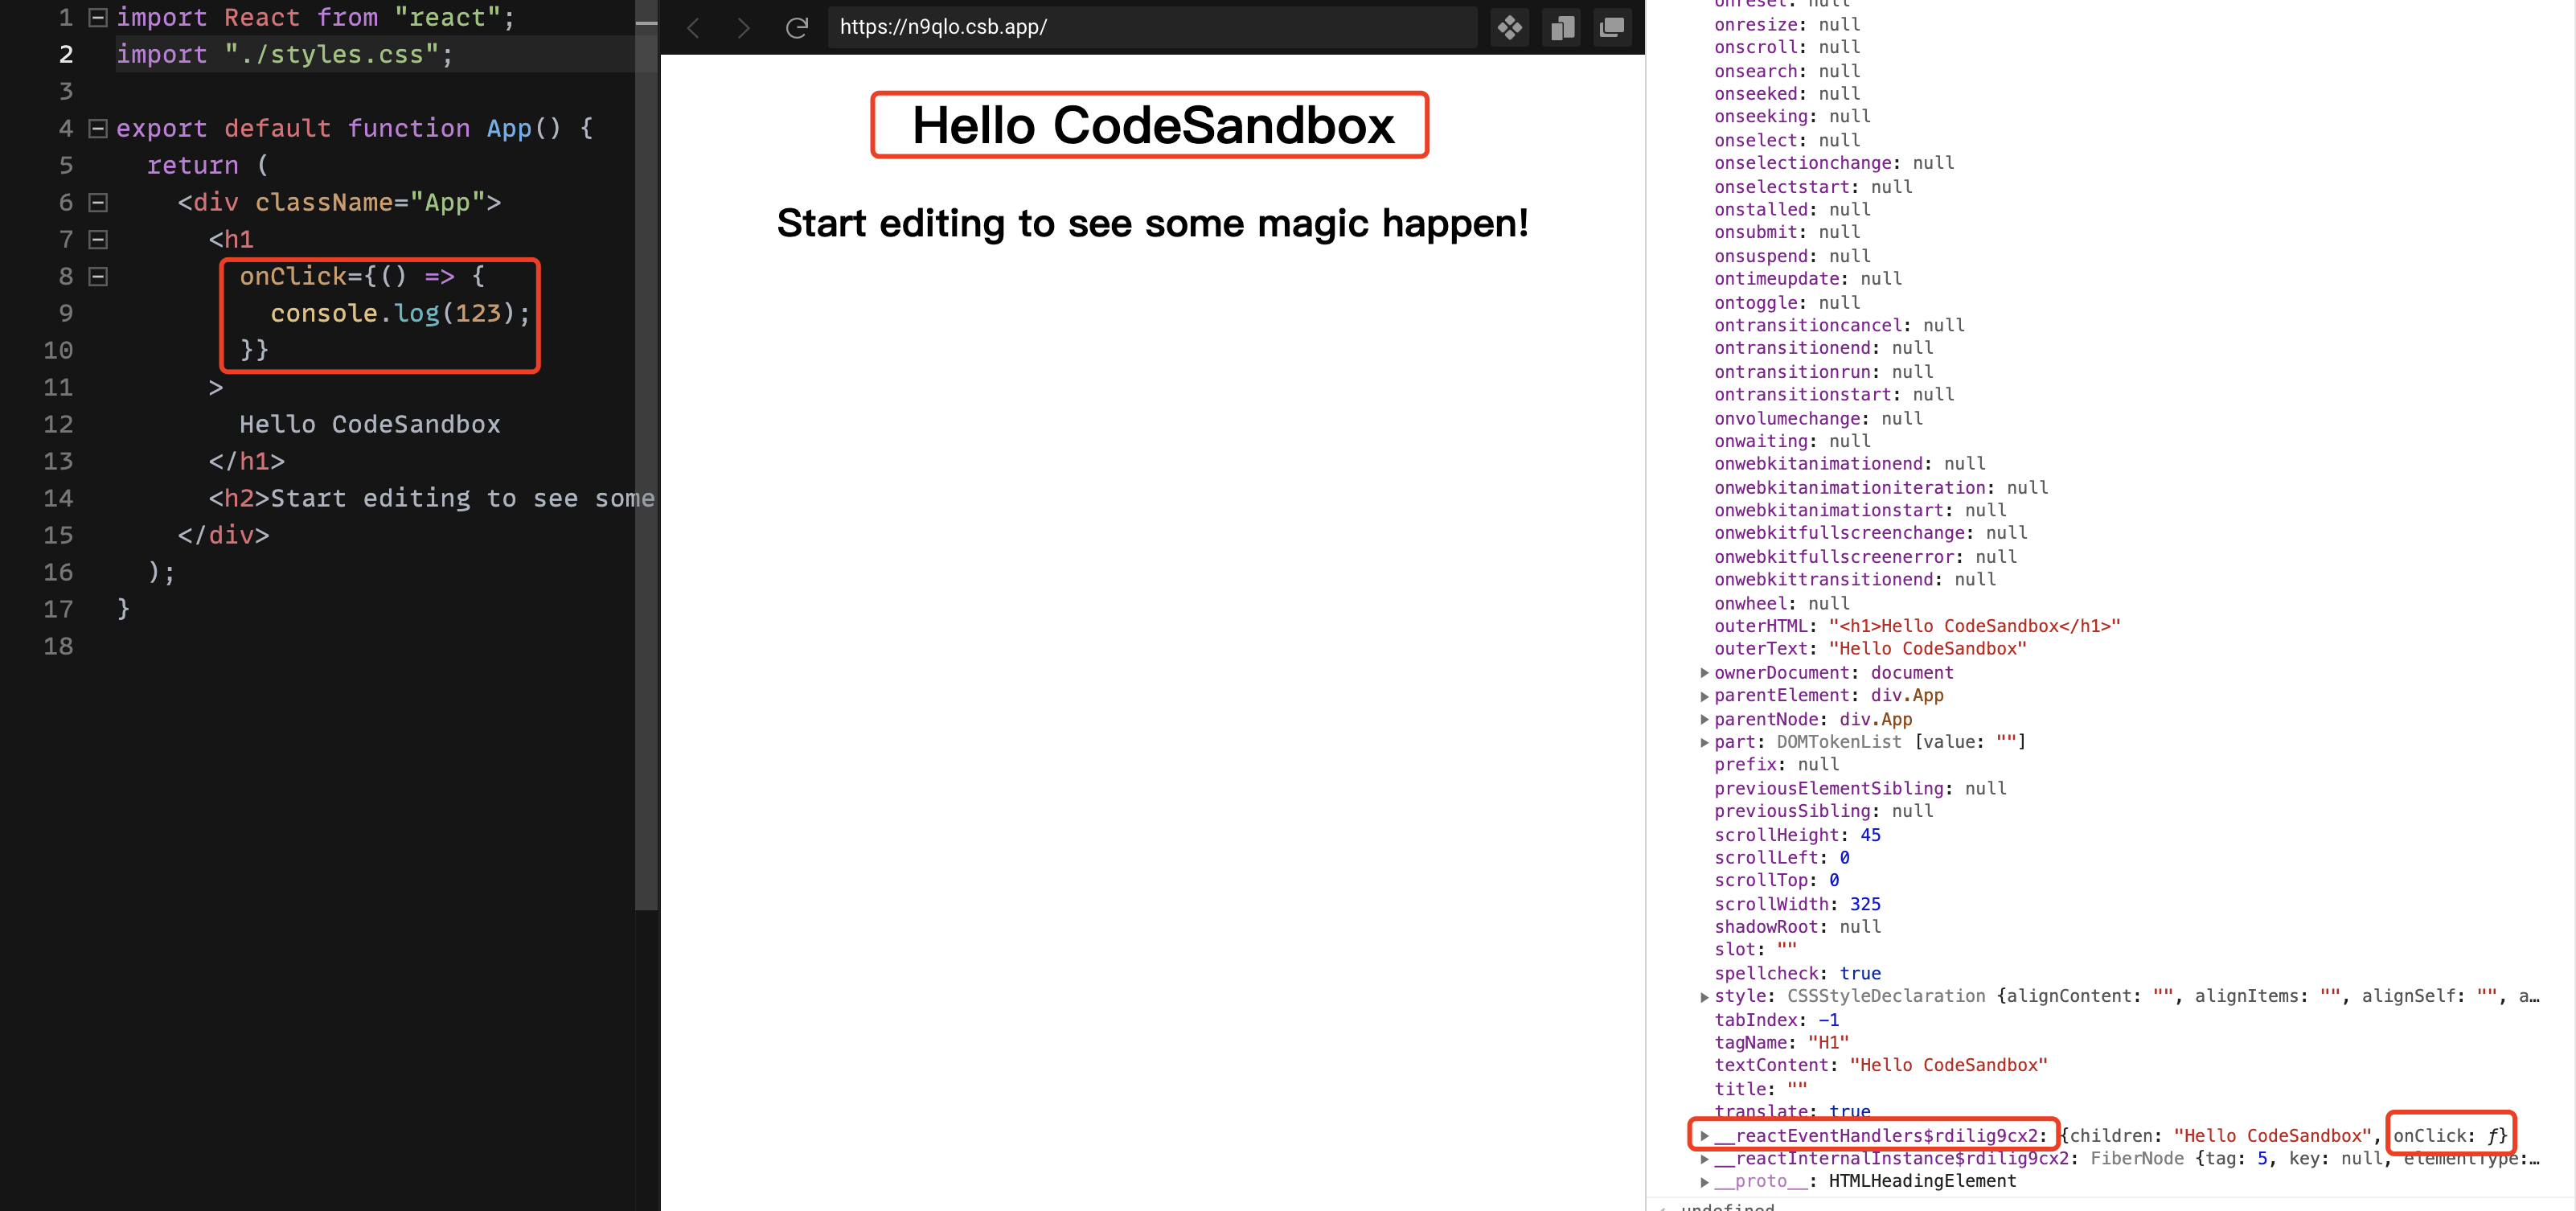 1 import React from "react";
2 import "./styles.css";
3
4 export default function App() {
5 return (
6 <div className="App">
7 <h1
8 onClick={() => {
9 console.log(123);
10 }}
11 >
12 Hello CodeSandbox
13 </h1>
14 <h2>Start editing to see some
15 </div>
16 );
17 }
18
https://n9qlo.csb.app/
Hello CodeSandbox
Start editing to see some magic happen!
onreset: null
onresize: null
onscroll: null
onsearch: null
onseeked: null
onseeking: null
onselect: null
onselectionchange: null
onselectstart: null
onstalled: null
onsubmit: null
onsuspend: null
ontimeupdate: null
ontoggle: null
ontransitioncancel: null
ontransitionend: null
ontransitionrun: null
ontransitionstart: null
onvolumechange: null
onwaiting: null
onwebkitanimationend: null
onwebkitanimationiteration: null
onwebkitanimationstart: null
onwebkitfullscreenchange: null
onwebkitfullscreenerror: null
onwebkittransitionend: null
onwheel: null
outerHTML: "<h1>Hello CodeSandbox</h1>"
outerText: "Hello CodeSandbox"
ownerDocument: document
parentElement: div.App
parentNode: div.App
part: DOMTokenList [value: ""]
prefix: null
previousElementSibling: null
previousSibling: null
scrollHeight: 45
scrollLeft: 0
scrollTop: 0
scrollWidth: 325
shadowRoot: null
slot: ""
spellcheck: true
style: CSSStyleDeclaration {alignContent: "", alignItems: "", alignSelf: "", a…
tabIndex: -1
tagName: "H1"
textContent: "Hello CodeSandbox"
title: ""
translate: true
__reactEventHandlers$rdilig9cx2: {children: "Hello CodeSandbox", onClick: ƒ}
__reactInternalInstance$rdilig9cx2: FiberNode {tag: 5, key: null, elementType:…
__proto__: HTMLHeadingElement
undefined